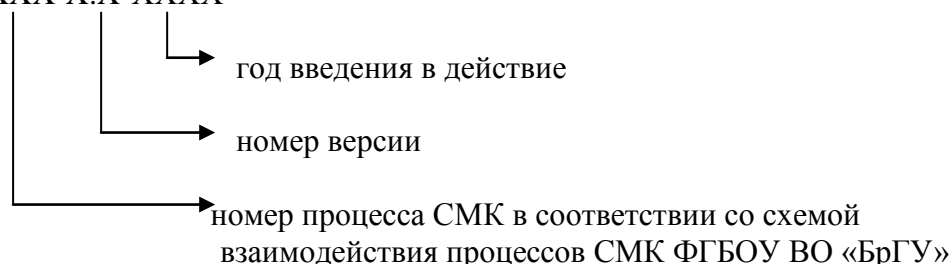 год введения в действие
номер версии
номер процесса СМК в соответствии со схемой
взаимодействия процессов СМК ФГБОУ ВО «БрГУ»